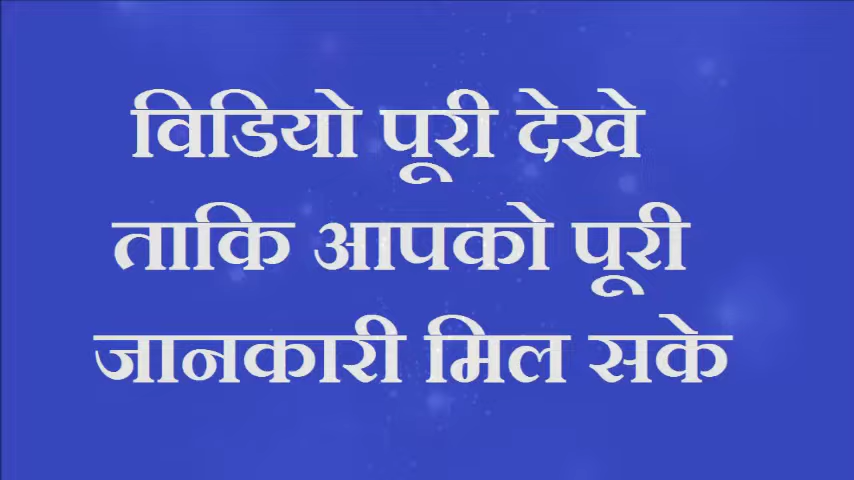 विडियो पूरी देखे
ताकि आपको पूरी
जानकारी मिल सके